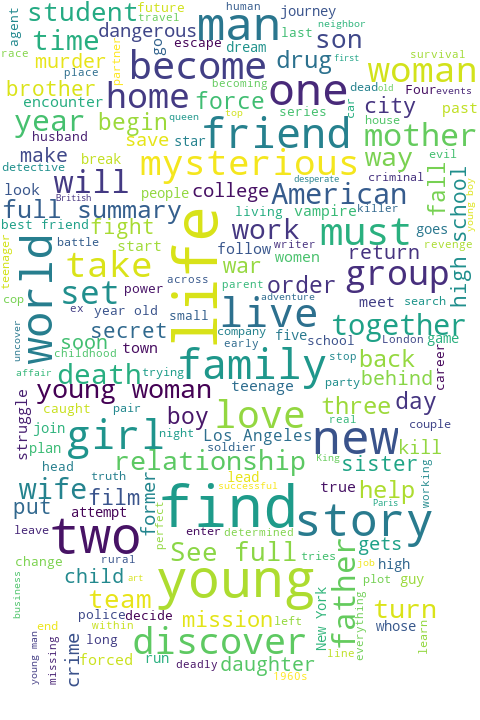 human
future
travel
journey
agent
student
man
time
dangerous
go
last
son
race
escape
dream
first
neighbor
murder
partner
become
drug
woman
place
becoming
survival
brother
home
one
dead
old
Four
events
encounter
queen
top
force
series
car
city
past
year
begin
friend
house
mother
husband
save
star
evil
detective
make
break
mysterious
way
fall
high school
desperate
criminal
young boy
look
people
college
American
killer
will
British
full summary
living
vampire
best friend
fight
life
work
writer
must
goes
revenge
teenager
battle
start
follow
women
return
world
war
group
cop
take
parent
order
meet
search
set
power
across
adventure
ex
year old
small
live
uncover
secret
company
five
London
together
game
soon
town
early
school
childhood
family
stop
back
career
affair
death
trying
teenage
party
behind
young woman
struggle
caught
pair
boy
love
three
day
join
girl
night
Los Angeles
real
couple
plan
soldier
new
kill
head
relationship
King
truth
lead
sister
working
wife
film
former
successful
true
help
put
attempt
find
Paris
leave
perfect
enter
determined
story
two
rural
See full
tries
gets
change
child
art
young
job
high
father
plot
guy
business
team
mission
turn
police
decide
New York
everything
whose
end
within
left
learn
young man
missing
long
discover
crime
line
forced
run
deadly
daughter
1960s